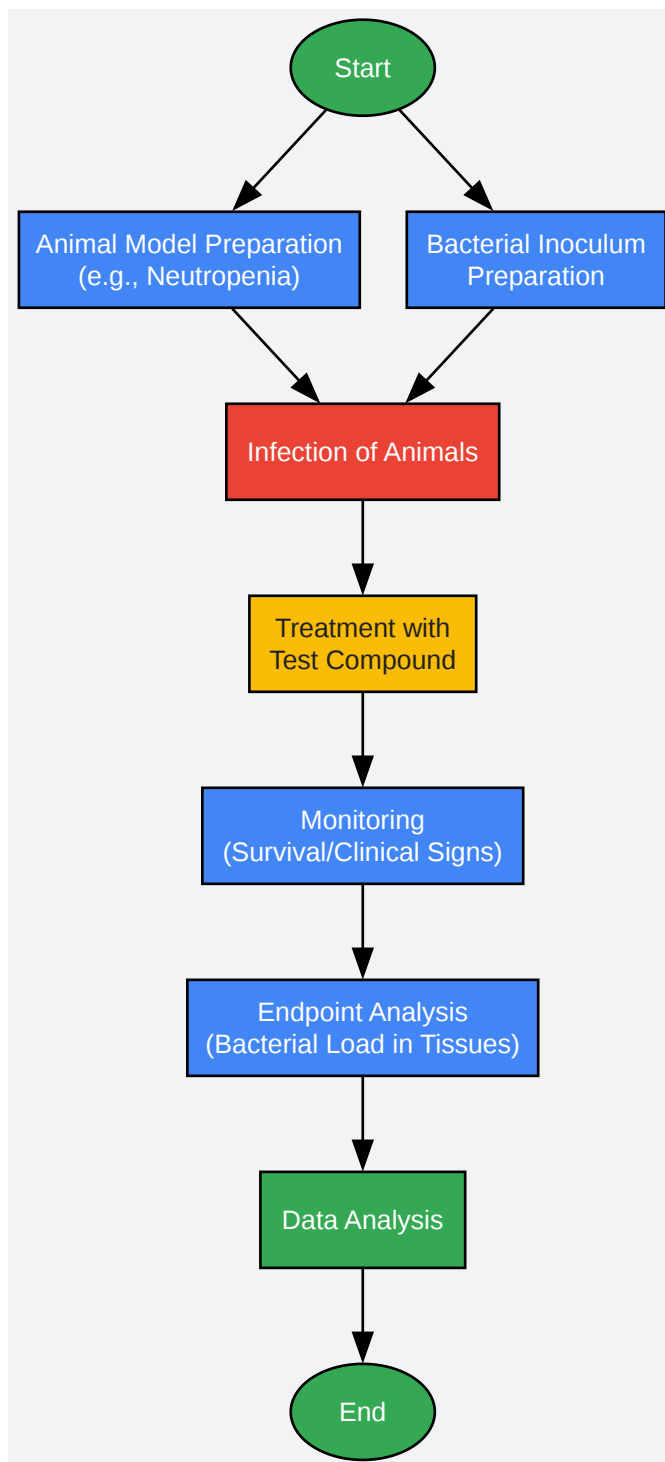 Start
Animal Model Preparation
(e.g., Neutropenia)
Bacterial Inoculum
Preparation
Infection of Animals
Treatment with
Test Compound
Monitoring
(Survival/Clinical Signs)
Endpoint Analysis
(Bacterial Load in Tissues)
Data Analysis
End